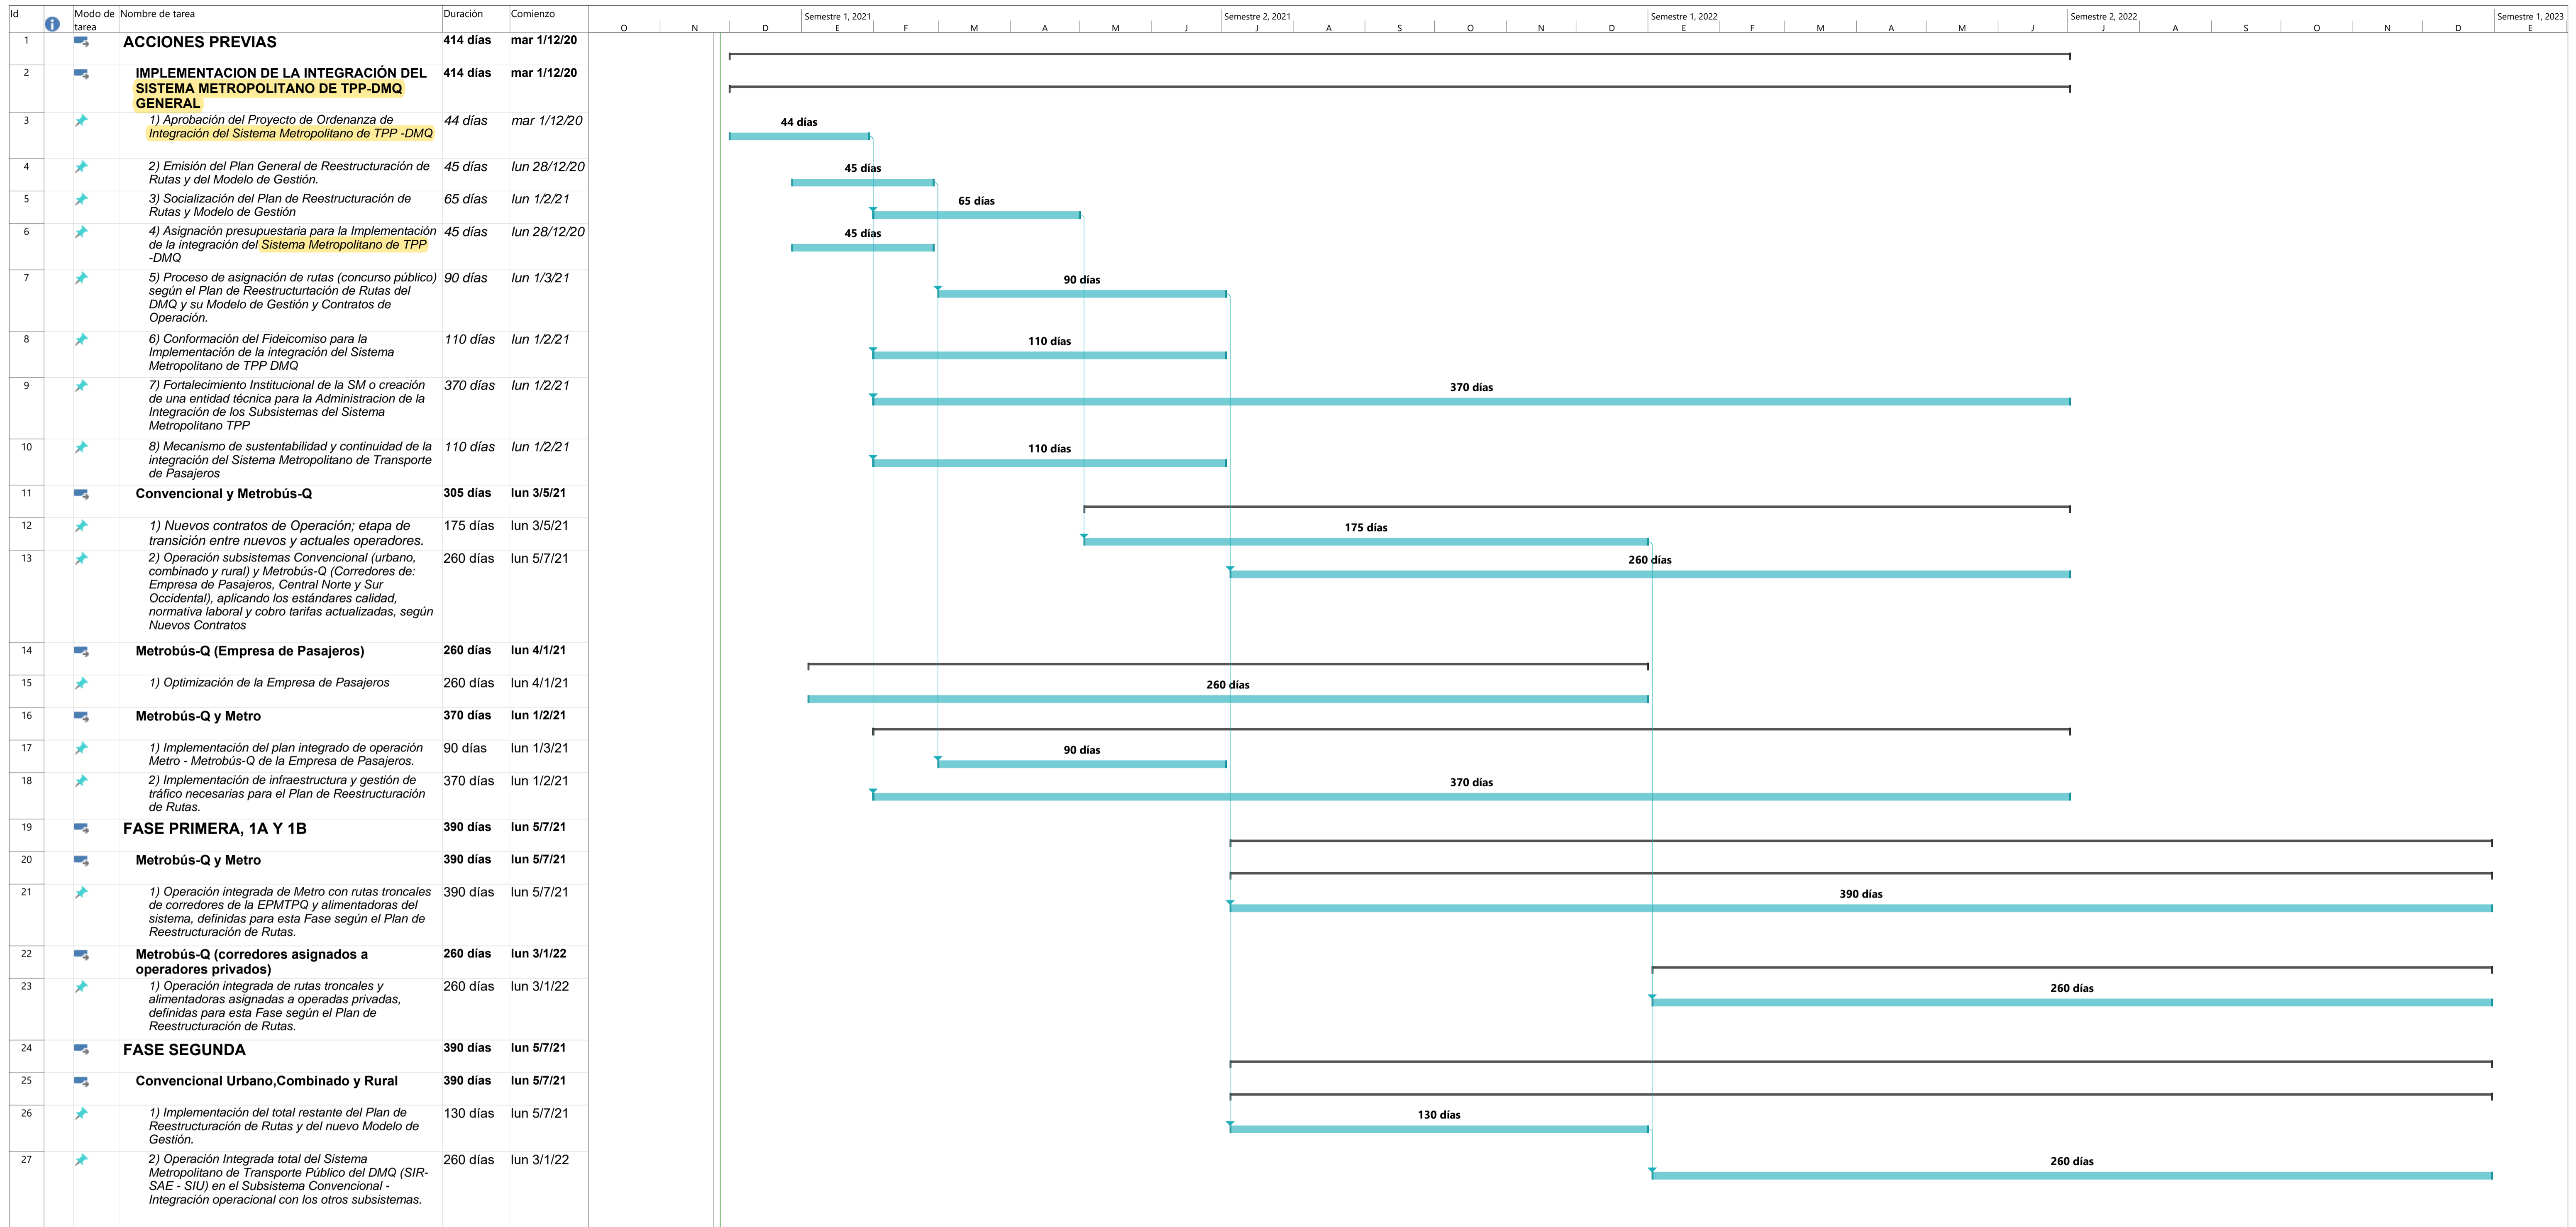 Id
Modo de
tarea
Nombre de tarea
Duración
Comienzo
Semestre 1, 2021
Semestre 2, 2021
Semestre 1, 2022
Semestre 2, 2022
Semestre 1, 2023
O N D E F M A M J J A S O N D E F M A M J J A S O N D E
1 ACCIONES PREVIAS 414 días mar 1/12/20
2 IMPLEMENTACION DE LA INTEGRACIÓN DEL 414 días mar 1/12/20
SISTEMA METROPOLITANO DE TPP-DMQ
GENERAL
3 1) Aprobación del Proyecto de Ordenanza de 44 días mar 1/12/20
Integración del Sistema Metropolitano de TPP -DMQ
44 días
4 2) Emisión del Plan General de Reestructuración de 45 días lun 28/12/20
Rutas y del Modelo de Gestión.
45 días
5 3) Socialización del Plan de Reestructuración de 65 días lun 1/2/21
Rutas y Modelo de Gestión
65 días
6 4) Asignación presupuestaria para la Implementación 45 días lun 28/12/20
de la integración del Sistema Metropolitano de TPP
-DMQ
45 días
7 5) Proceso de asignación de rutas (concurso público) 90 días lun 1/3/21
según el Plan de Reestructurtación de Rutas del
DMQ y su Modelo de Gestión y Contratos de
Operación.
90 días
8 6) Conformación del Fideicomiso para la 110 días lun 1/2/21
Implementación de la integración del Sistema
Metropolitano de TPP DMQ
110 días
9 7) Fortalecimiento Institucional de la SM o creación 370 días lun 1/2/21
de una entidad técnica para la Administracion de la
Integración de los Subsistemas del Sistema
Metropolitano TPP
370 días
10 8) Mecanismo de sustentabilidad y continuidad de la 110 días lun 1/2/21
integración del Sistema Metropolitano de Transporte
de Pasajeros
110 días
11 Convencional y Metrobús-Q 305 días lun 3/5/21
12 1) Nuevos contratos de Operación; etapa de 175 días lun 3/5/21
transición entre nuevos y actuales operadores.
175 días
13 2) Operación subsistemas Convencional (urbano, 260 días lun 5/7/21
combinado y rural) y Metrobús-Q (Corredores de:
Empresa de Pasajeros, Central Norte y Sur
Occidental), aplicando los estándares calidad,
normativa laboral y cobro tarifas actualizadas, según
Nuevos Contratos
260 días
14 Metrobús-Q (Empresa de Pasajeros) 260 días lun 4/1/21
15 1) Optimización de la Empresa de Pasajeros 260 días lun 4/1/21
260 días
16 Metrobús-Q y Metro 370 días lun 1/2/21
17 1) Implementación del plan integrado de operación 90 días lun 1/3/21
Metro - Metrobús-Q de la Empresa de Pasajeros.
90 días
18 2) Implementación de infraestructura y gestión de 370 días lun 1/2/21
tráfico necesarias para el Plan de Reestructuración
de Rutas.
370 días
19 FASE PRIMERA, 1A Y 1B 390 días lun 5/7/21
20 Metrobús-Q y Metro 390 días lun 5/7/21
21 1) Operación integrada de Metro con rutas troncales 390 días lun 5/7/21
de corredores de la EPMTPQ y alimentadoras del
sistema, definidas para esta Fase según el Plan de
Reestructuración de Rutas.
390 días
22 Metrobús-Q (corredores asignados a 260 días lun 3/1/22
operadores privados)
23 1) Operación integrada de rutas troncales y 260 días lun 3/1/22
alimentadoras asignadas a operadas privadas,
definidas para esta Fase según el Plan de
Reestructuración de Rutas.
260 días
24 FASE SEGUNDA 390 días lun 5/7/21
25 Convencional Urbano,Combinado y Rural 390 días lun 5/7/21
26 1) Implementación del total restante del Plan de 130 días lun 5/7/21
Reestructuración de Rutas y del nuevo Modelo de
Gestión.
130 días
27 2) Operación Integrada total del Sistema 260 días lun 3/1/22
Metropolitano de Transporte Público del DMQ (SIR-
SAE - SIU) en el Subsistema Convencional -
Integración operacional con los otros subsistemas.
260 días